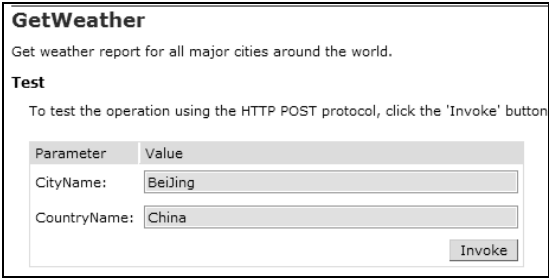 GetWeather
Get weather report for all major cities around the world.
Test
To test the operation using the HTTP POST protocol, click the 'Invoke' button
Parameter Value
CityName: BeiJing
CountryName: China
Invoke